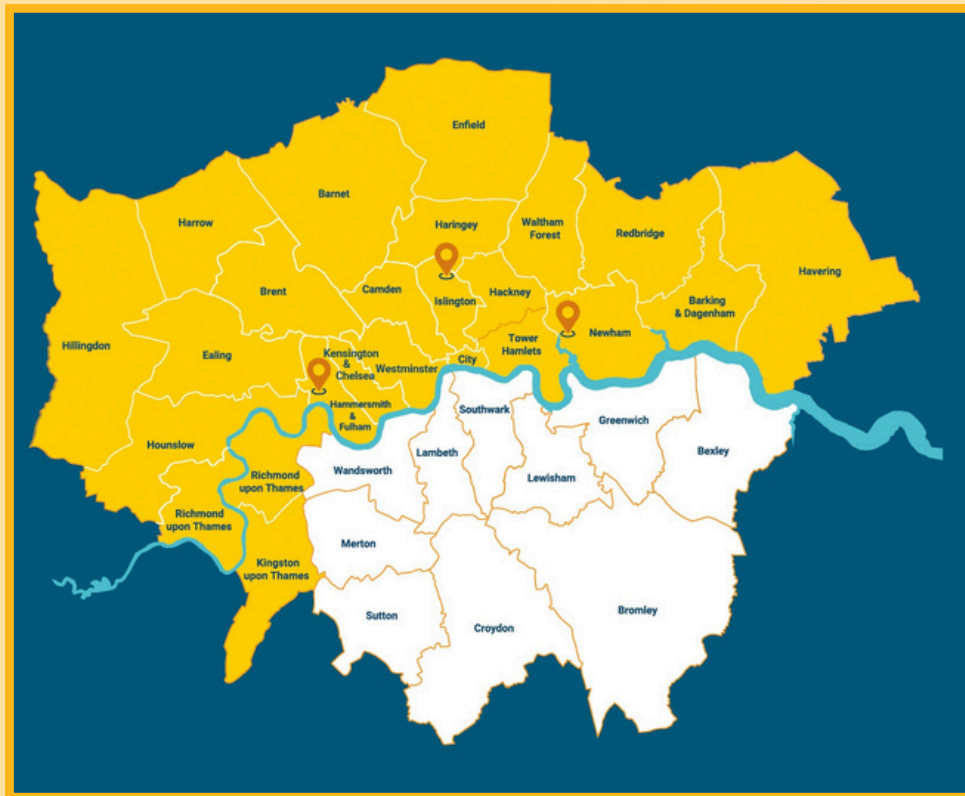 Enfield
Barnet
Harrow
Haringey
Waltham
Forest
Redbridge
Havering
Brent
Camden
Islington
Hackney
Barking
& Dagenham
Hillingdon
Ealing
Kensington
&
Chelsea
Westminster
City
Tower
Hamlets
Newham
Hammersmith
&
Fulham
Hounslow
Southwark
Greenwich
Lambeth
Bexley
Wandsworth
Lewisham
Richmond
upon Thames
Richmond
upon Thames
Merton
Kingston
upon Thames
Sutton
Croydon
Bromley